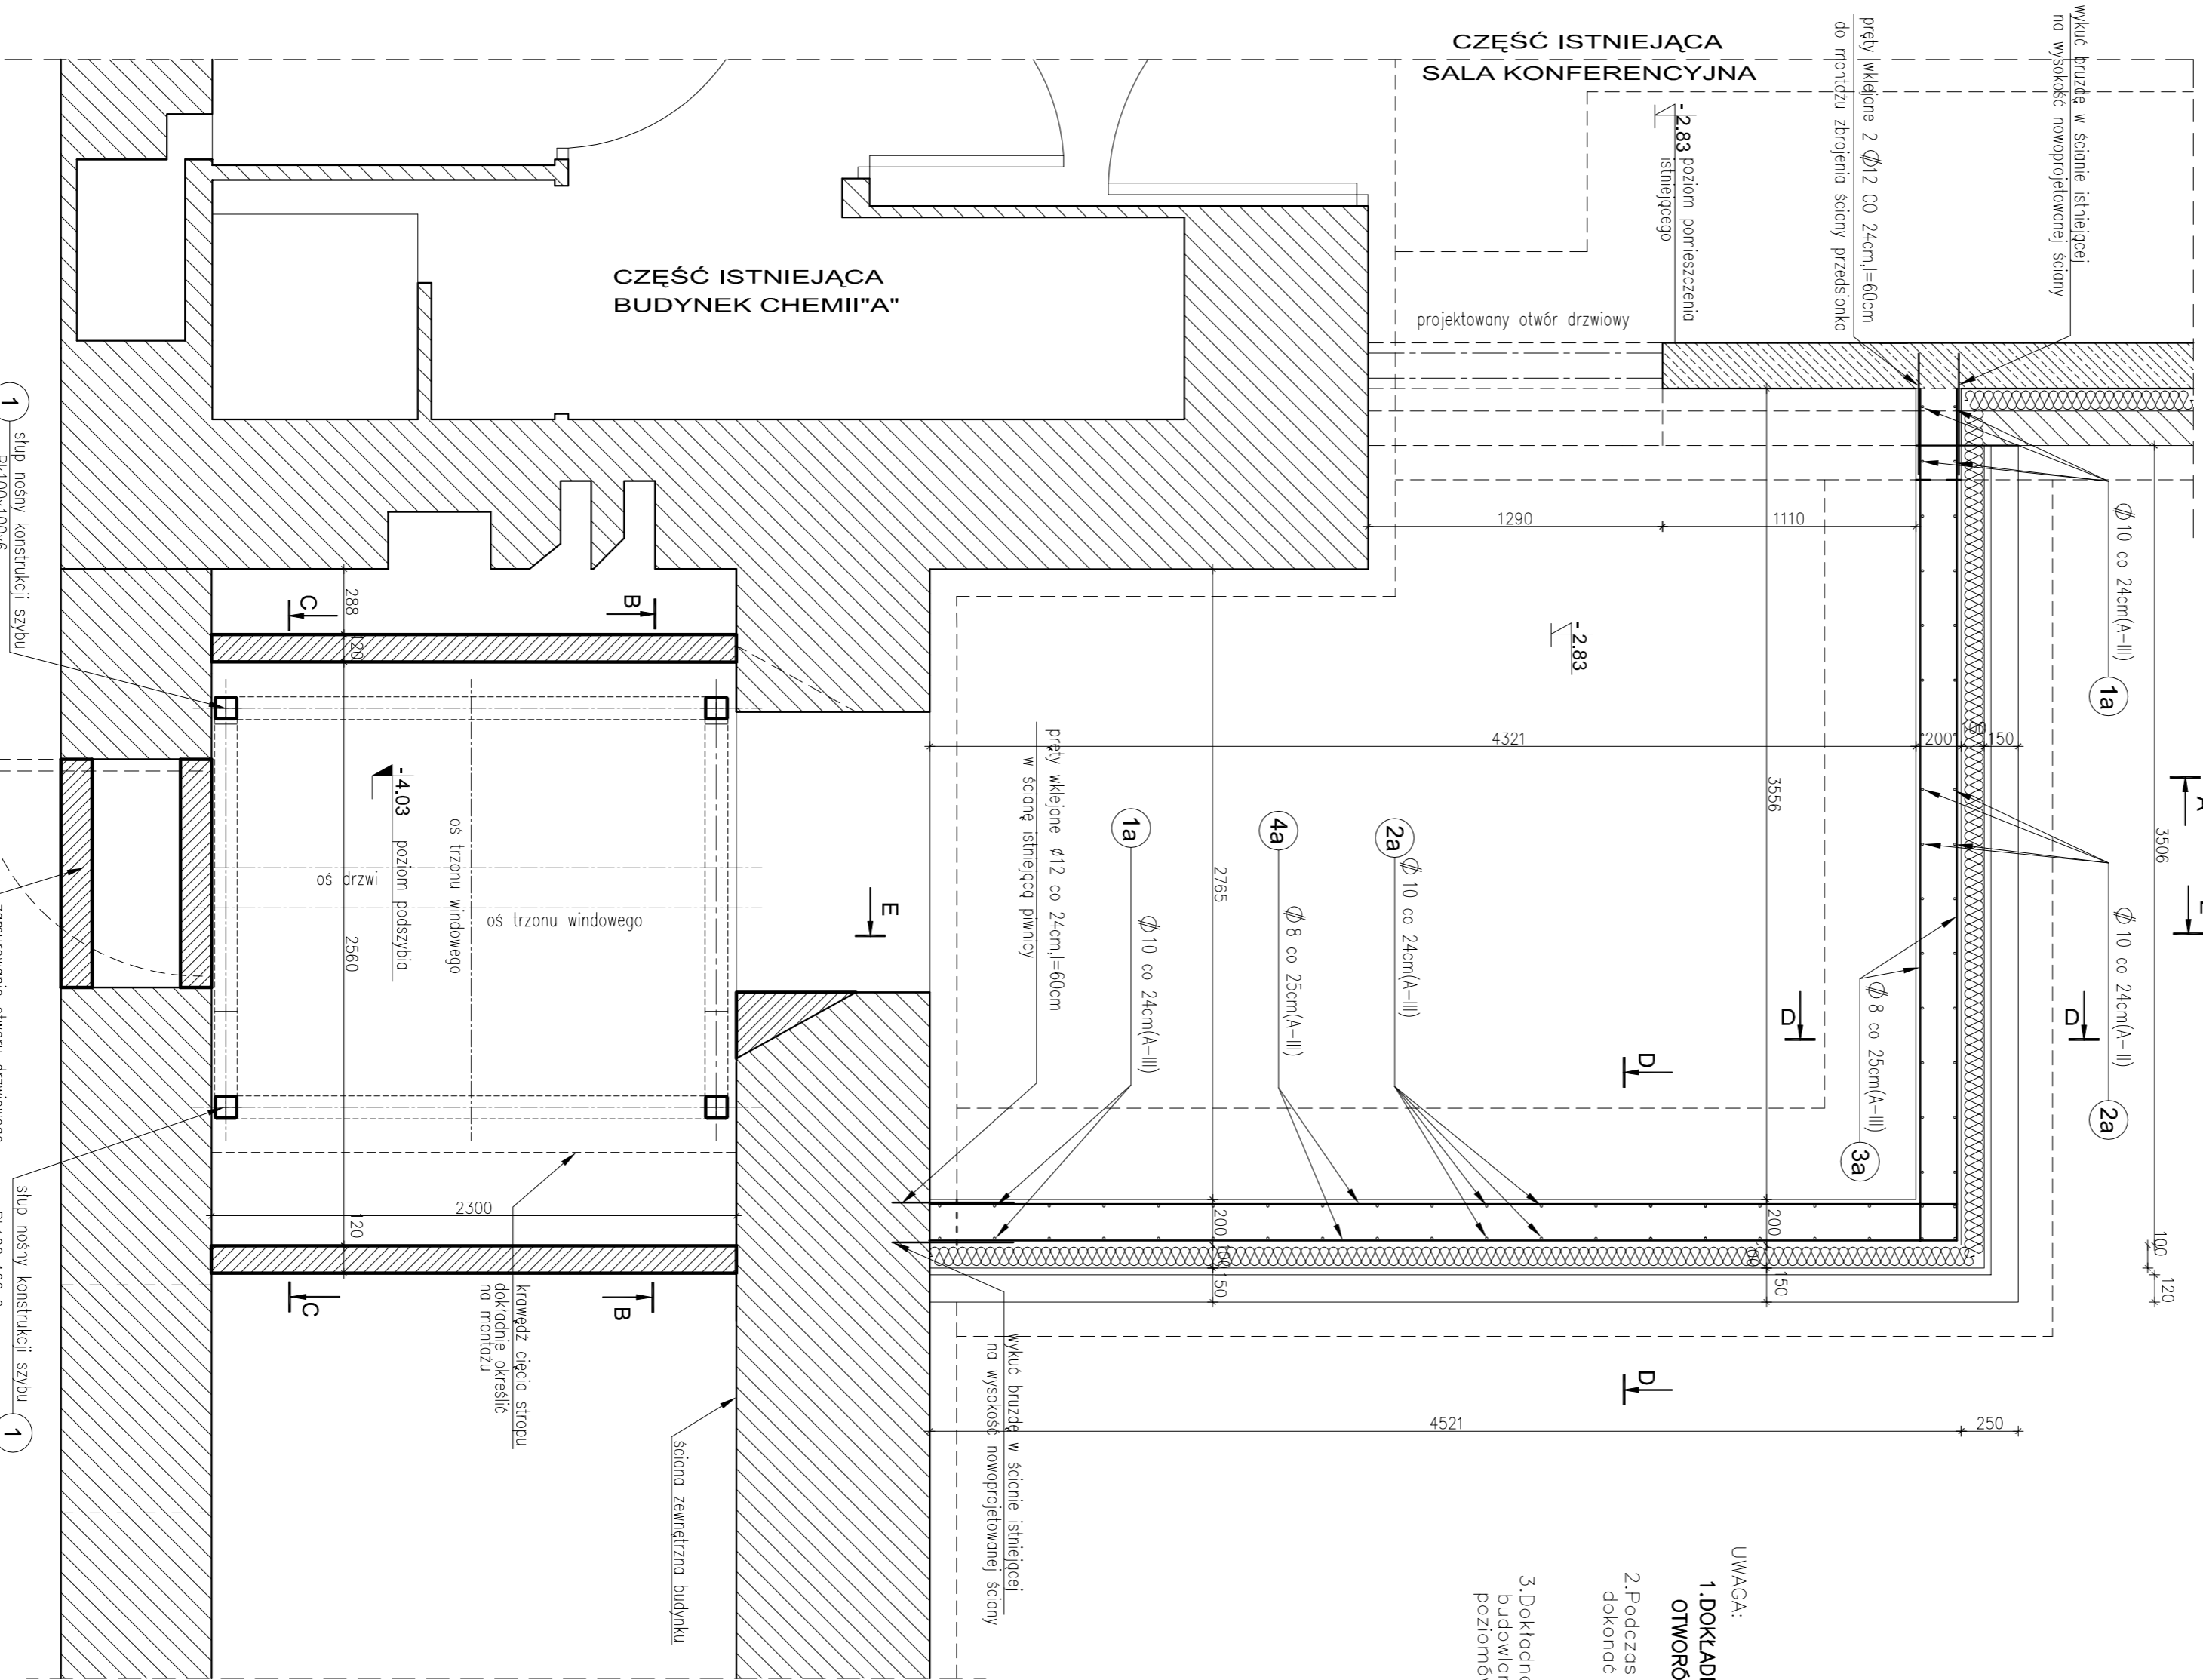 CZĘŚĆ ISTNIEJĄCA
SALA KONFERENCYJNA
wykuć bruzdę w ścianie istniejącej
na wysokość nowoprojetowanej ściany
pręty wklejane 2 Ø12 CO 24cm,l=60cm
do montażu zbrojenia ściany przedsionka
-2.83 poziom pomieszczenia
istniejącego
CZĘŚĆ ISTNIEJĄCA
BUDYNEK CHEMII"A"
projektowany otwór drzwiowy
1
słup nośny konstrukcji szybu
1290
1110
Ø 10 co 24cm(A-III)
1a
288
120
C
B
-2.83
4321
200
100
150
3556
3506
A
Ø 10 co 24cm(A-III)
2a
D
D
Ø 8 co 25cm(A-III)
3a
D
pręty wklejane ø12 co 24cm,l=60cm
w ścianę istniejącą piwnicy
1a
Ø 10 co 24cm(A-III)
4a
Ø 8 co 25cm(A-III)
2a
Ø 10 co 24cm(A-III)
2765
E
-4.03 poziom podszybia
oś trzonu windowego
oś drzwi
oś trzonu windowego
2560
2300
120
200
100
150
200
100
150
100
120
C
B
krawędź cięcia stropu
dokładnie określić
na montażu
wykuć bruzdę w ścianie istniejącej
na wysokość nowoprojetowanej ściany
D
4521
250
ściana zewnętrzna budynku
słup nośny konstrukcji szybu
1
UWAGA:
2.Podczas
dokonać